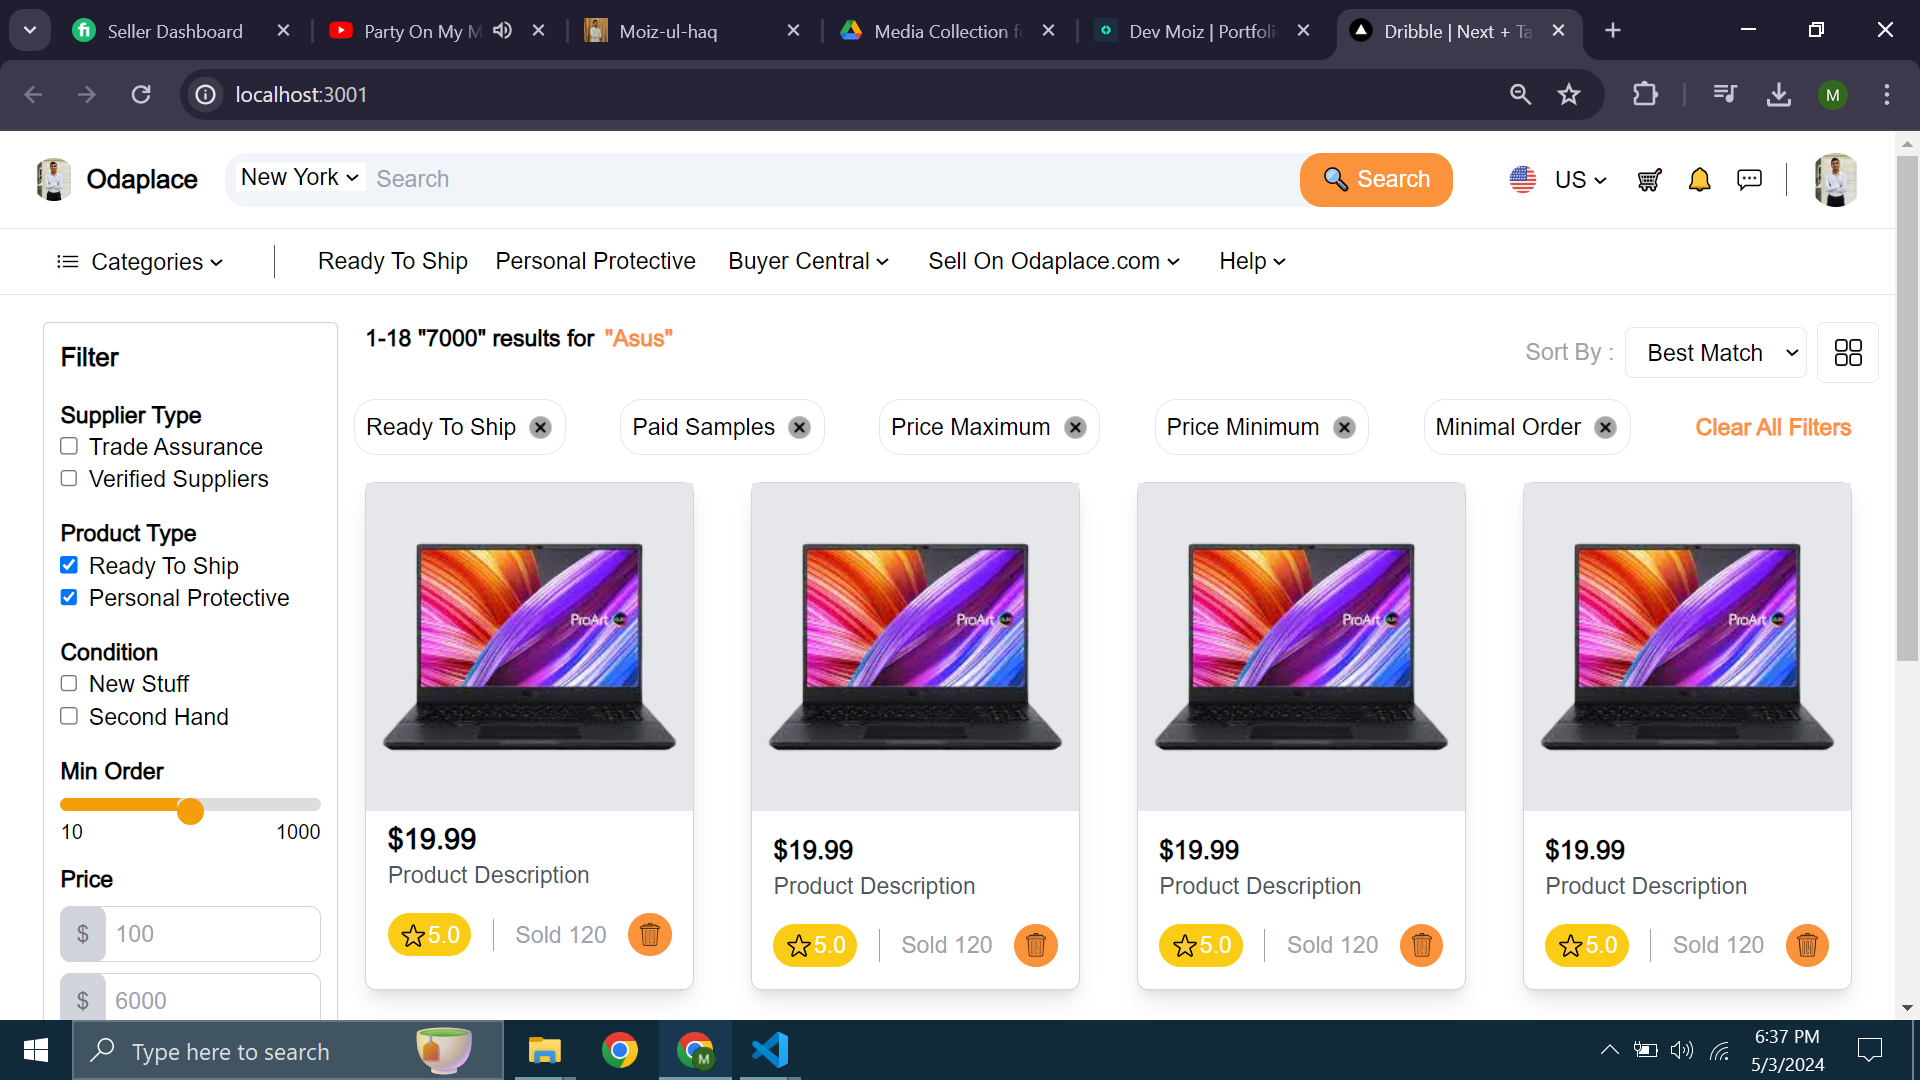 Seller Dashboard
Party On My M
Moiz-ul-haq
Media Collection fo
Dev Moiz | Portfolio
Dribble | Next + Ta
localhost:3001
M
Odaplace
New York
Search
Search
US
Categories
Ready To Ship
Personal Protective
Buyer Central
Sell On Odaplace.com
Help
Filter
Supplier Type
Trade Assurance
Verified Suppliers
Product Type
Ready To Ship
Personal Protective
Condition
New Stuff
Second Hand
Min Order
10 1000
Price
$ 100
$ 6000
1-18 "7000" results for "Asus"
Sort By : Best Match
Ready To Ship
Paid Samples
Price Maximum
Price Minimum
Minimal Order
Clear All Filters
ProArt
ProArt
ProArt
ProArt
$19.99
Product Description
5.0 Sold 120
$19.99
Product Description
5.0 Sold 120
$19.99
Product Description
5.0 Sold 120
$19.99
Product Description
5.0 Sold 120
Type here to search
M
6:37 PM
5/3/2024